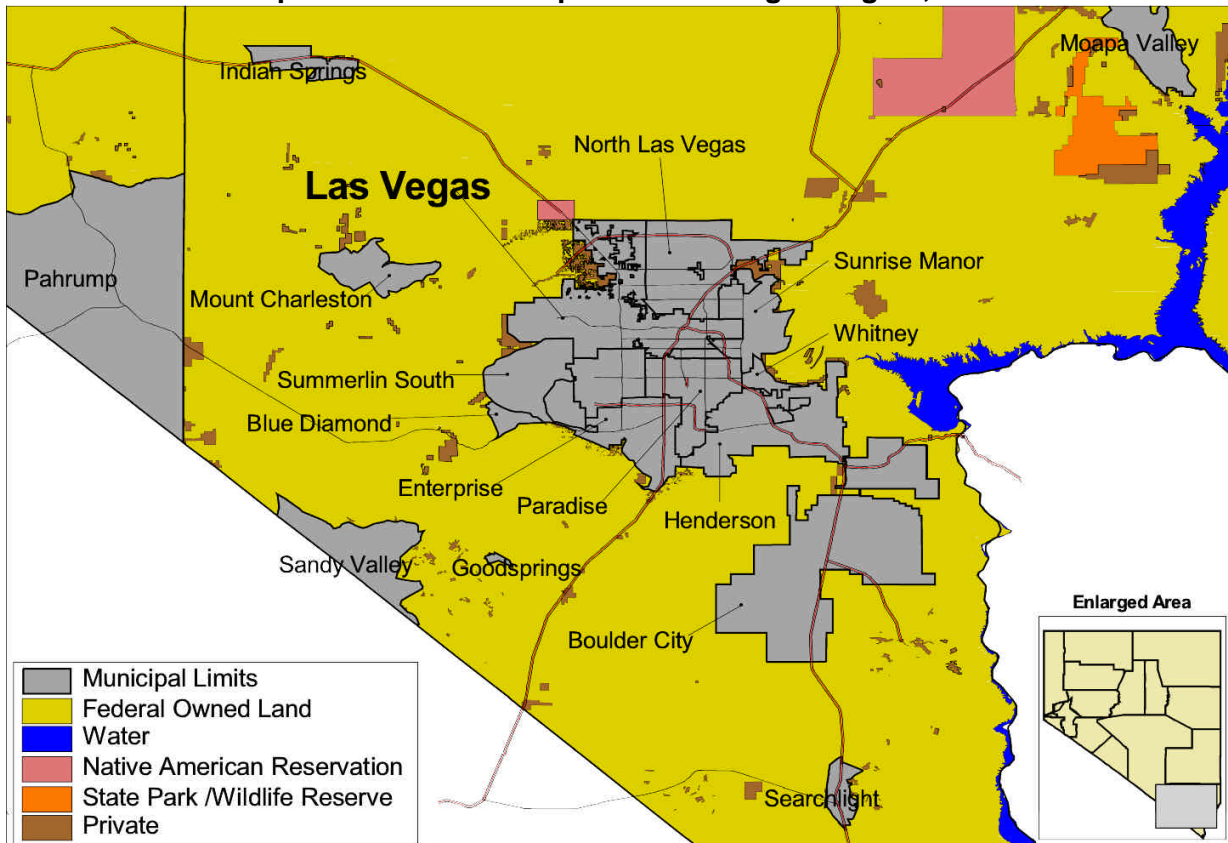 Moapa Valley
Indian Springs
North Las Vegas
Las Vegas
Pahrump
Sunrise Manor
Mount Charleston
Whitney
Summerlin South
Blue Diamond
Enterprise
Paradise
Henderson
Sandy Valley
Goodsprings
Enlarged Area
Boulder City
Municipal Limits
Federal Owned Land
Water
Native American Reservation
State Park /Wildlife Reserve
Private
Searchlight